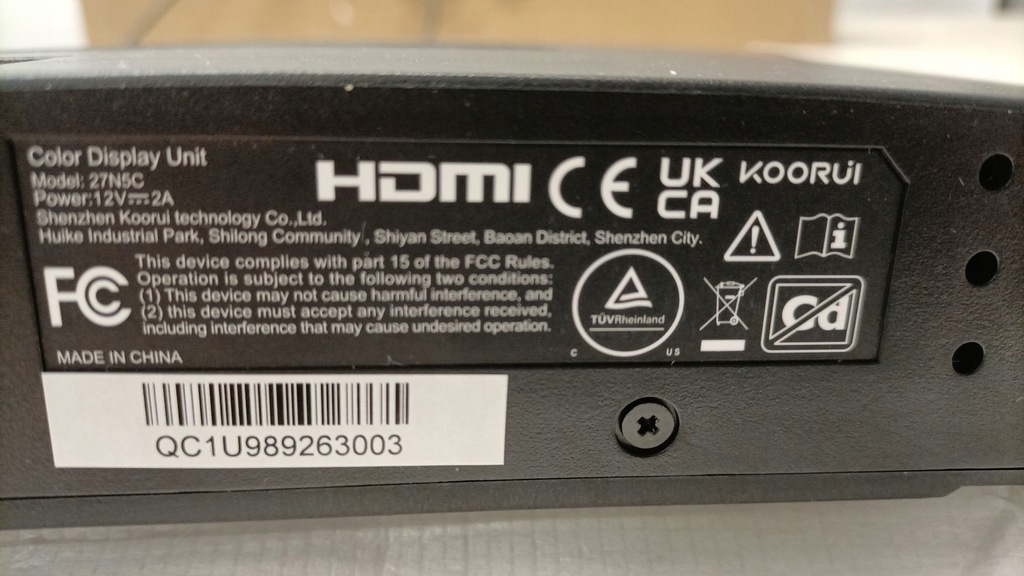 Color Display Unit
Model: 27N5C
Power:12V⎓2A
Shenzhen Koorui technology Co.,Ltd.
Huike Industrial Park, Shilong Community , Shiyan Street, Baoan District, Shenzhen City.
HDMI CE UK
CA
KOORUI
FC
This device complies with part 15 of the FCC Rules.
Operation is subject to the following two conditions:
(1) This device may not cause harmful interference, and
(2) this device must accept any interference received,
including interference that may cause undesired operation.
TÜVRheinland
C US
Cd
MADE IN CHINA
QC1U989263003